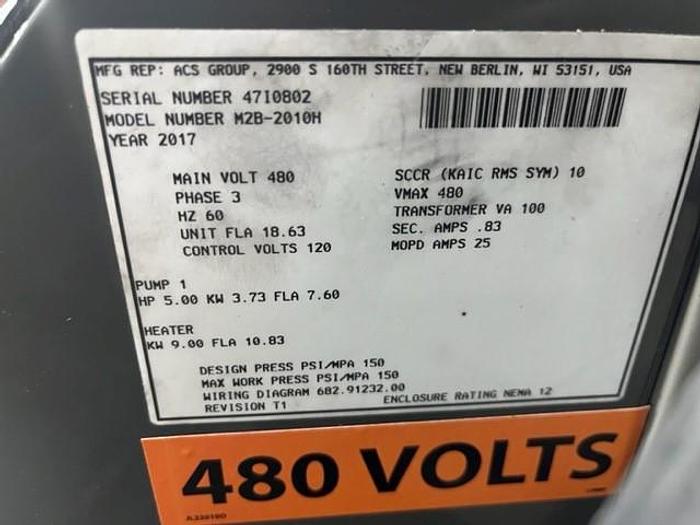 MFG REP: ACS GROUP, 2900 S 160TH STREET, NEW BERLIN, WI 53151, USA
SERIAL NUMBER 47I0802
MODEL NUMBER M2B-2010H
YEAR 2017
MAIN VOLT 480
PHASE 3
HZ 60
UNIT FLA 18.63
CONTROL VOLTS 120
SCCR (KAIC RMS SYM) 10
VMAX 480
TRANSFORMER VA 100
SEC. AMPS .83
MOPD AMPS 25
PUMP 1
HP 5.00 KW 3.73 FLA 7.60
HEATER
KW 9.00 FLA 10.83
DESIGN PRESS PSI/MPA 150
MAX WORK PRESS PSI/MPA 150
WIRING DIAGRAM 682.91232.00
REVISION T1
ENCLOSURE RATING NEMA 12
480 VOLTS